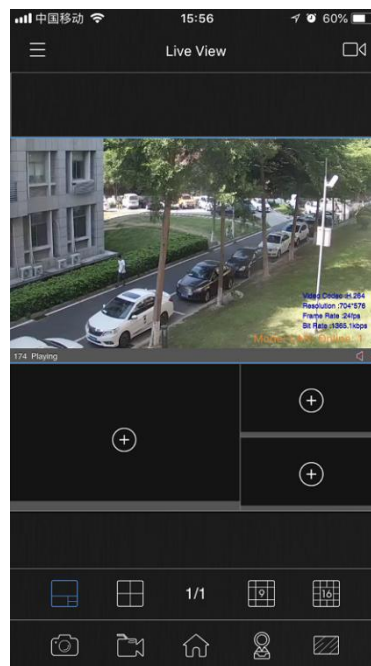 中国移动 15:56 60%
Live View
Video Codec :H.264
Resolution :704*576
Frame Rate :24fps
Bit Rate :1365.1kbps
174 Playing
1/1
9
16